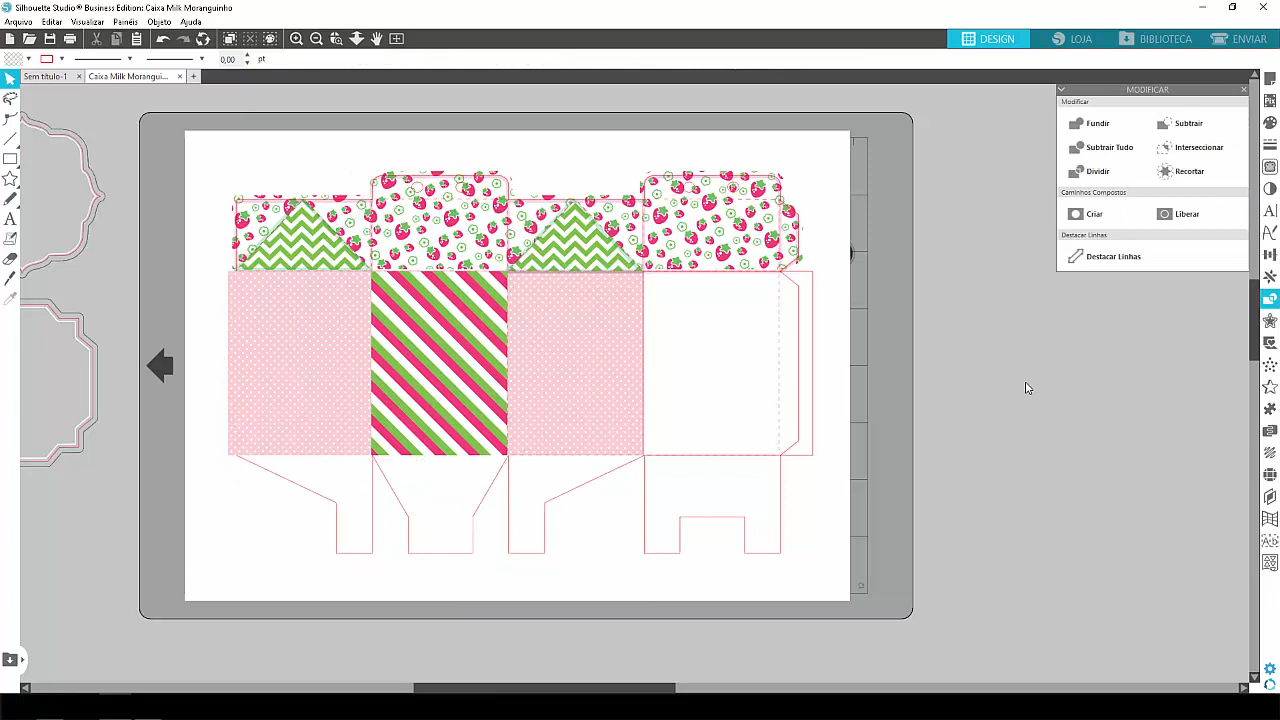 Silhouette Studio® Business Edition: Caixa Milk Moranguinho
Arquivo Editar Visualizar Painéis Objeto Ajuda
DESIGN LOJA BIBLIOTECA ENVIAR
0,00 pt
Sem título-1 Caixa Milk Morangui...
MODIFICAR
Modificar
Fundir Subtrair
Subtrair Tudo Interseccionar
Dividir Recortar
Caminhos Compostos
Criar Liberar
Destacar Linhas
Destacar Linhas